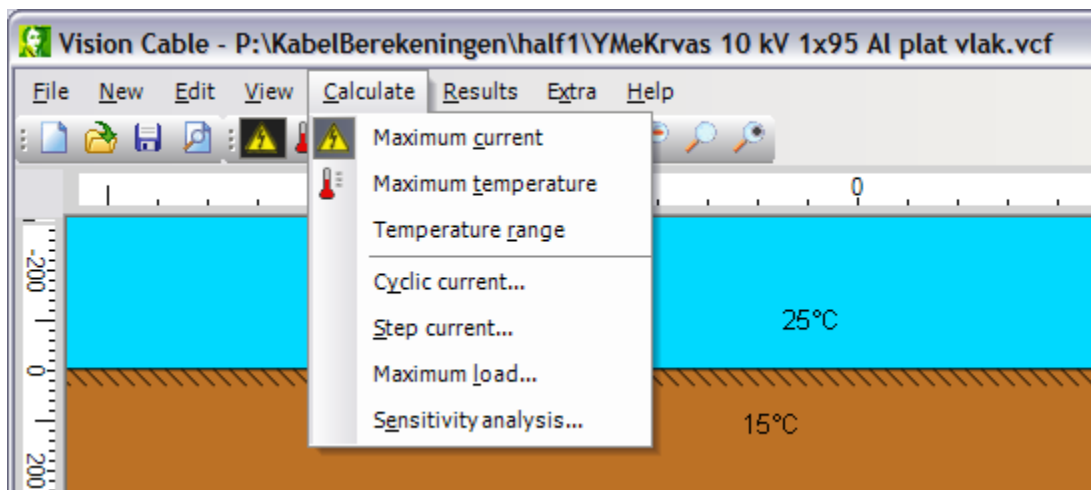 Vision Cable - P:\KabelBerekeningen\half1\YMeKrvas 10 kV 1x95 Al plat vlak.vcf
File New Edit View Calculate Results Extra Help
Maximum current
Maximum temperature
0
Temperature range
-200
Cyclic current...
25°C
Step current...
0
Maximum load...
Sensitivity analysis...
15°C
200